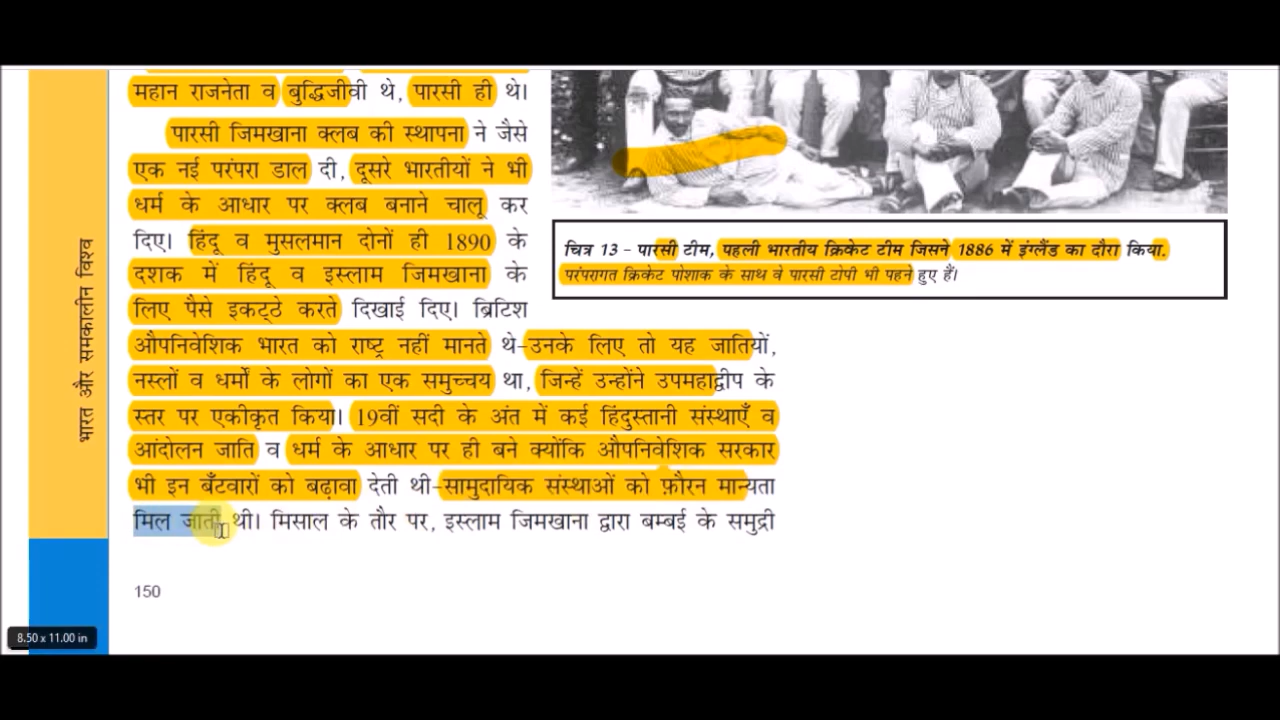 महान राजनेता व बुद्धिजीवी थे, पारसी ही थे।
पारसी जिमखाना क्लब की स्थापना ने जैसे
एक नई परंपरा डाल दी, दूसरे भारतीयों ने भी
धर्म के आधार पर क्लब बनाने चालू कर
दिए। हिंदू व मुसलमान दोनों ही 1890 के
दशक में हिंदू व इस्लाम जिमखाना के
लिए पैसे इकट्ठे करते दिखाई दिए। ब्रिटिश
औपनिवेशिक भारत को राष्ट्र नहीं मानते थे-उनके लिए तो यह जातियों,
नस्लों व धर्मों के लोगों का एक समुच्चय था, जिन्हें उन्होंने उपमहाद्वीप के
स्तर पर एकीकृत किया। 19वीं सदी के अंत में कई हिंदुस्तानी संस्थाएँ व
आंदोलन जाति व धर्म के आधार पर ही बने क्योंकि औपनिवेशिक सरकार
भी इन बँटवारों को बढ़ावा देती थी-सामुदायिक संस्थाओं को फ़ौरन मान्यता
मिल जाती थी। मिसाल के तौर पर, इस्लाम जिमखाना द्वारा बम्बई के समुद्री
चित्र 13 - पारसी टीम, पहली भारतीय क्रिकेट टीम जिसने 1886 में इंग्लैंड का दौरा किया.
परंपरागत क्रिकेट पोशाक के साथ वे पारसी टोपी भी पहने हुए हैं।
भारत और समकालीन विश्व
150
8.50 x 11.00 in